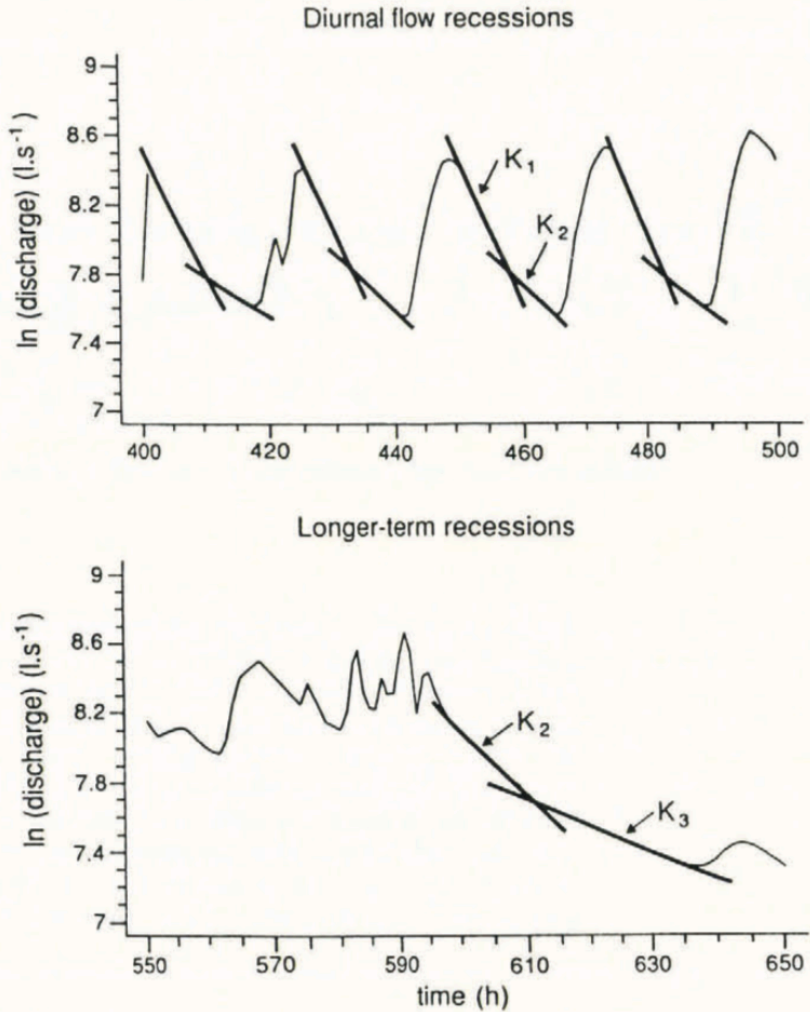 Diurnal flow recessions
ln (discharge) (l.s⁻¹)
9
8.6
8.2
7.8
7.4
7
K₁
K₂
400 420 440 460 480 500
Longer-term recessions
ln (discharge) (l.s⁻¹)
9
8.6
8.2
7.8
7.4
7
K₂
K₃
550 570 590 610 630 650
time (h)